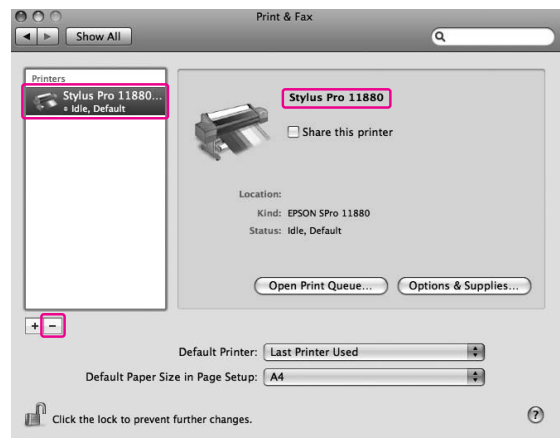 Print & Fax
Show All
Printers
Stylus Pro 11880...
Idle, Default
Stylus Pro 11880
Share this printer
Location:
Kind: EPSON SPro 11880
Status: Idle, Default
Open Print Queue...
Options & Supplies...
+ −
Default Printer: Last Printer Used
Default Paper Size in Page Setup: A4
Click the lock to prevent further changes.
?